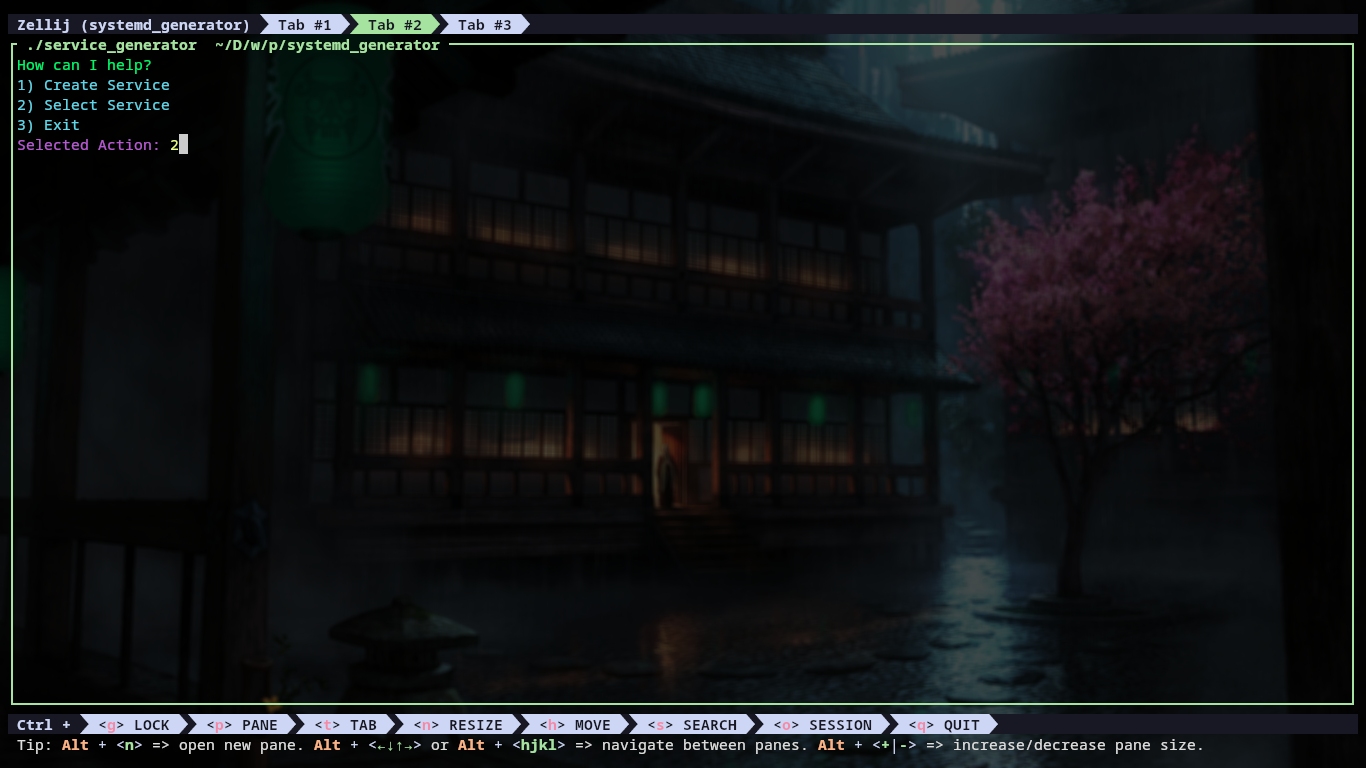 Zellij (systemd_generator) Tab #1 Tab #2 Tab #3
./service_generator ~/D/w/p/systemd_generator
How can I help?
1) Create Service
2) Select Service
3) Exit
Selected Action: 2
Ctrl + <g> LOCK <p> PANE <t> TAB <n> RESIZE <h> MOVE <s> SEARCH <o> SESSION <q> QUIT
Tip: Alt + <n> => open new pane. Alt + <←↓↑→> or Alt + <hjkl> => navigate between panes. Alt + <+|-> => increase/decrease pane size.